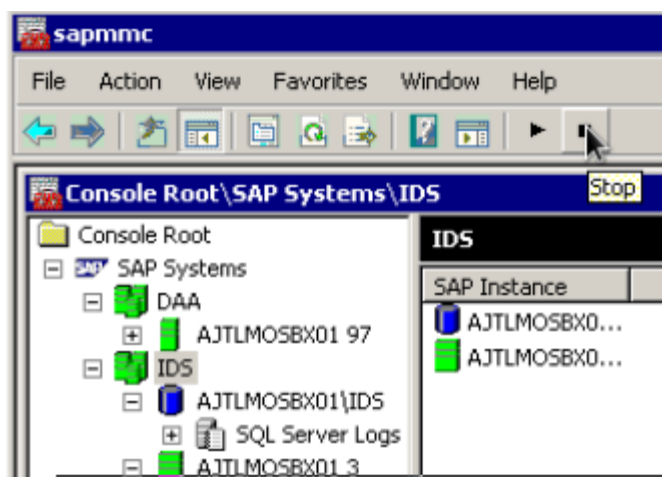 sapmmc
File Action View Favorites Window Help
Stop
Console Root\SAP Systems\IDS
Console Root
SAP Systems
DAA
AJTLMOSBX01 97
IDS
AJTLMOSBX01\IDS
SQL Server Logs
AJTLMOSBX01 3
IDS
SAP Instance
AJTLMOSBX0...
AJTLMOSBX0...